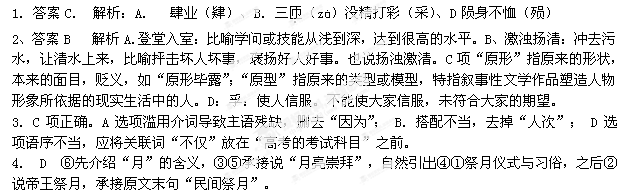 1. 答案C. 解析：A. 肆业（肄） B. 三匝（zā）没精打彩（采）、D陨身不恤（殒）
2、答案B 解析A.登堂入室：比喻学问或技能从浅到深，达到很高的水平。B、激浊扬清：冲去污
水，让清水上来，比喻抨击坏人坏事，褒扬好人好事。也说扬浊激清。C项“原形”指原来的形状，
本来的面目，贬义，如“原形毕露”；“原型”指原来的类型或模型，特指叙事性文学作品塑造人物
形象所依据的现实生活中的人。D：孚：使人信服。不能使大家信服，未符合大家的期望。
3. C项正确。A 选项滥用介词导致主语残缺，删去“因为”； B. 搭配不当，去掉“人次”； D 选
项语序不当，应将关联词“不仅”放在“高考的考试科目”之前。
4. D ⑥先介绍“月”的含义，③⑤承接说“月亮崇拜”，自然引出④①祭月仪式与习俗，之后②
说帝王祭月，承接原文末句“民间祭月”。